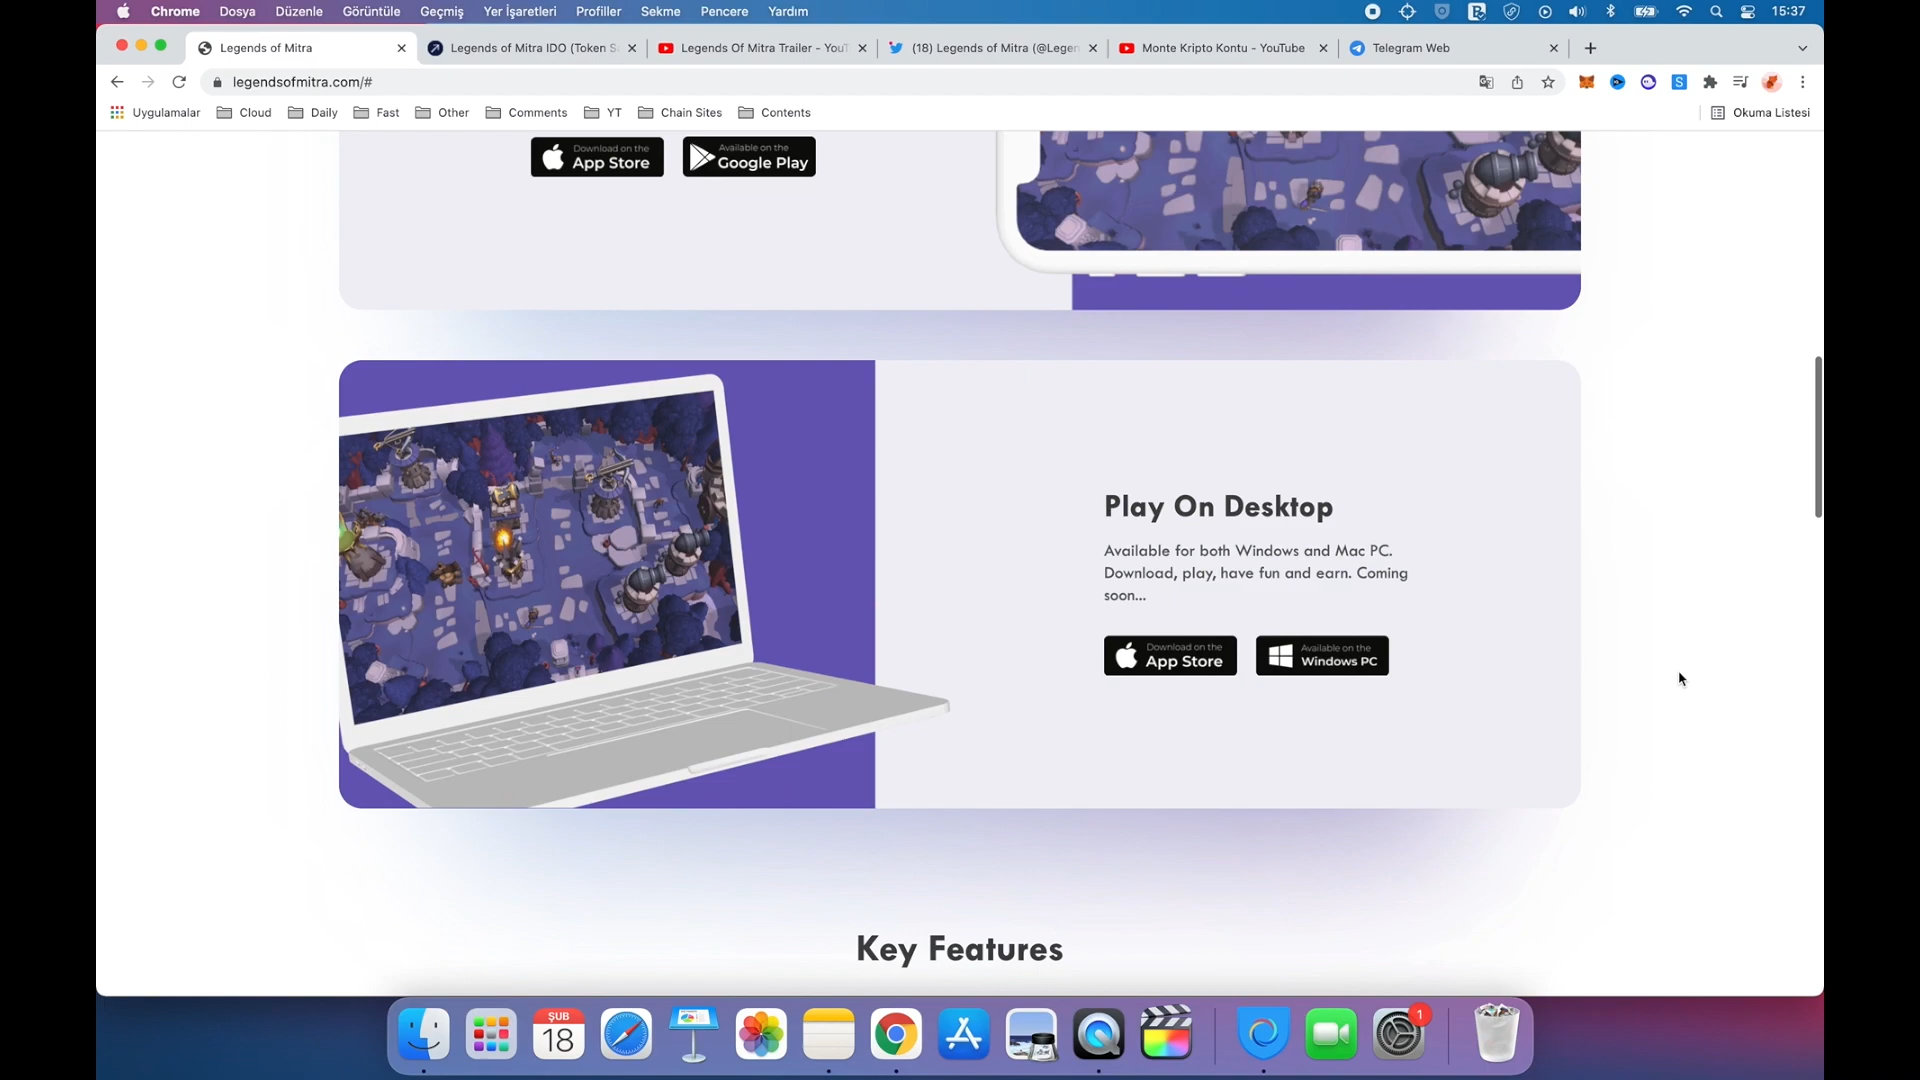 Chrome Dosya Düzenle Görüntüle Geçmiş Yer İşaretleri Profiller Sekme Pencere Yardım 15:37
Legends of Mitra Legends of Mitra IDO (Token S Legends Of Mitra Trailer - YouT (18) Legends of Mitra (@Legen Monte Kripto Kontu - YouTube Telegram Web
legendsofmitra.com/#
Uygulamalar Cloud Daily Fast Other Comments YT Chain Sites Contents Okuma Listesi
Download on the
App Store
Available on the
Google Play
Play On Desktop
Available for both Windows and Mac PC.
Download, play, have fun and earn. Coming
soon...
Download on the
App Store
Available on the
Windows PC
Key Features
ŞUB
18
1